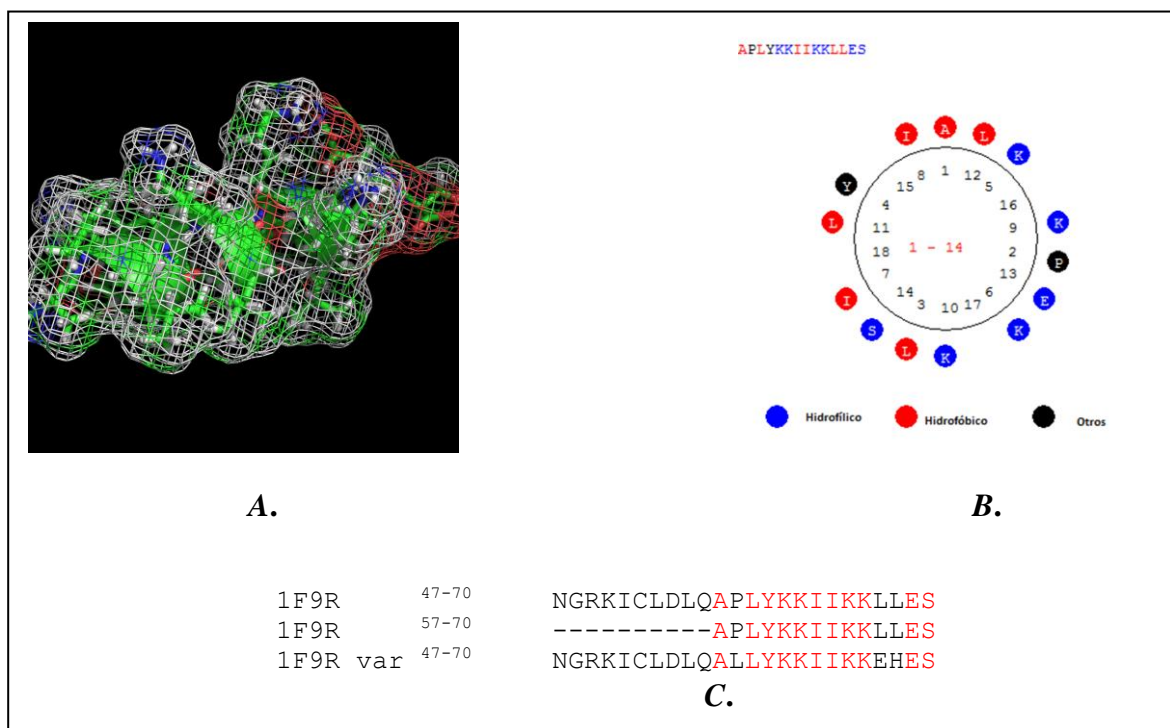 APLYKKIIKKLLES
I A L K
Y
8 1 12
15 5
4 16
L 11 9 K
1 - 14
18 2 P
7 13
I 14 6 E
3 10 17
S K
L K
Hidrofílico Hidrofóbico Otros
A. B.
1F9R 47-70 NGRKICLDLQAPLYKKIIKKLLES
1F9R 57-70 ----------APLYKKIIKKLLES
1F9R var 47-70 NGRKICLDLQALLYKKIIKKEHES
C.